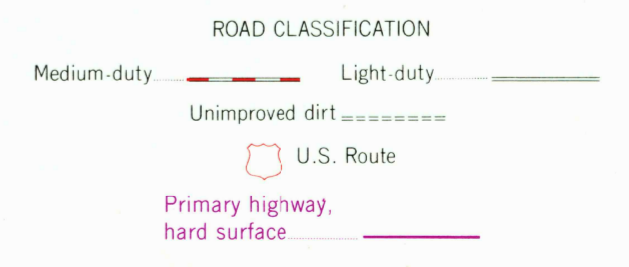 ROAD CLASSIFICATION
Medium-duty Light-duty
Unimproved dirt
U.S. Route
Primary highway,
hard surface